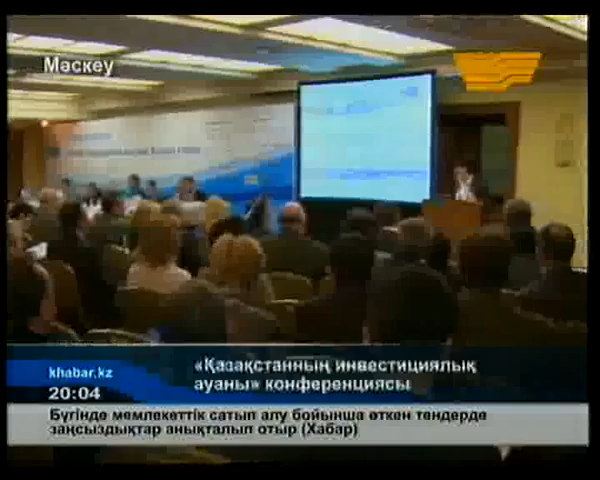 Мәскеу
khabar.kz
20:04
«Қазақстанның инвестициялық
ауаны» конференциясы
Бүгінде мемлекеттік сатып алу бойынша өткен тендерде
заңсыздықтар анықталып отыр (Хабар)